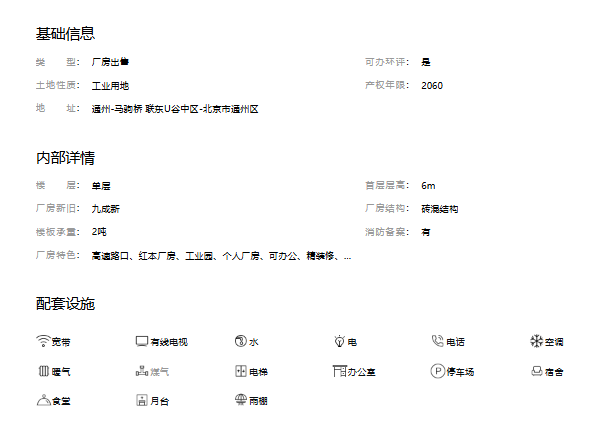 基础信息
类　　型： 厂房出售　可办环评： 是
土地性质： 工业用地　产权年限： 2060
地　　址： 通州-马驹桥 联东U谷中区-北京市通州区
内部详情
楼　　层： 单层　首层层高： 6m
厂房新旧： 九成新　厂房结构： 砖混结构
楼板承重： 2吨　消防备案： 有
厂房特色： 高速路口、红本厂房、工业园、个人厂房、可办公、精装修、...
配套设施
宽带　有线电视　水　电　电话　空调
暖气　煤气　电梯　办公室　停车场　宿舍
食堂　月台　雨棚